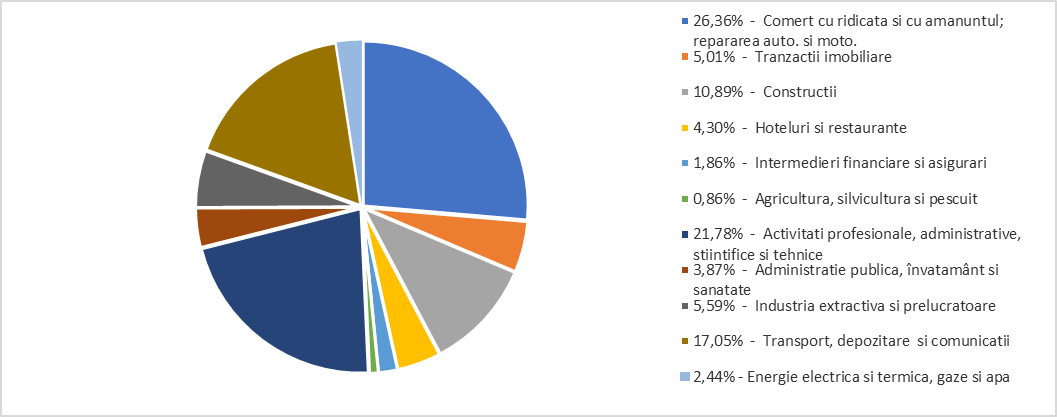 26,36% - Comert cu ridicata si cu amanuntul;
repararea auto. si moto.
5,01% - Tranzactii imobiliare
10,89% - Constructii
4,30% - Hoteluri si restaurante
1,86% - Intermedieri financiare si asigurari
0,86% - Agricultura, silvicultura si pescuit
21,78% - Activitati profesionale, administrative,
stiintifice si tehnice
3,87% - Administratie publica, învatamânt si
sanatate
5,59% - Industria extractiva si prelucratoare
17,05% - Transport, depozitare si comunicatii
2,44% - Energie electrica si termica, gaze si apa